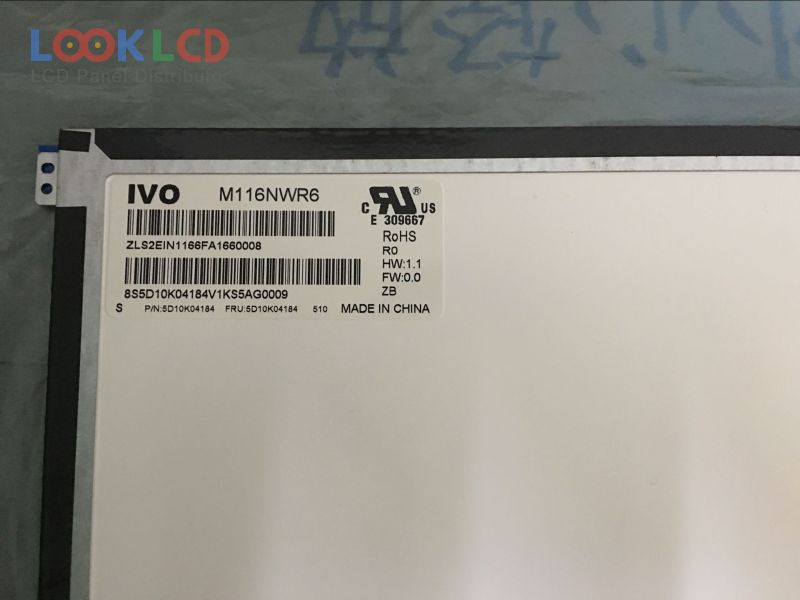 LOOKLCD
LCD Panel Distributor
IVO M116NWR6
ZLS2EIN1166FA1660008
8S5D10K04184V1KS5AG0009
S P/N:5D10K04184 FRU:5D10K04184 510 MADE IN CHINA
C RU ® US
E 309667
RoHS
R0
HW:1.1
FW:0.0
ZB